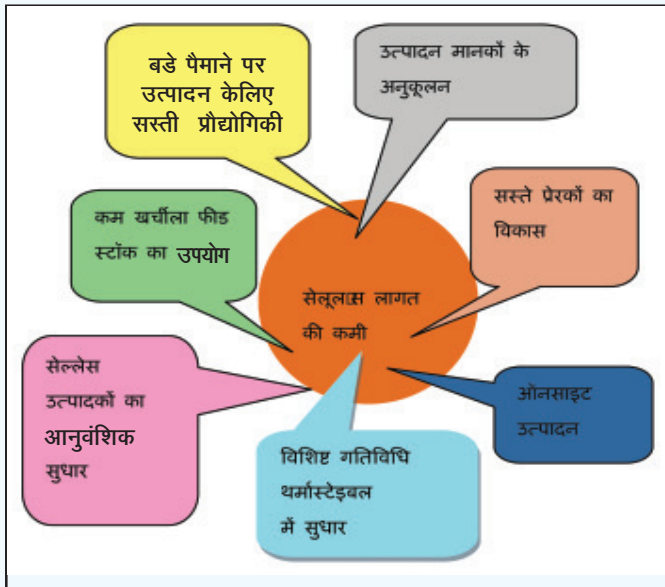 बडे पैमाने पर
उत्पादन केलिए
सस्ती प्रौद्योगिकी
उत्पादन मानकों के
अनुकूलन
कम खर्चीला फीड
स्टॉक का उपयोग
सस्ते प्रेरकों का
विकास
लागत
की कमी
सेल्लेस
उत्पादकों का
आनुवंशिक
सुधार
ऑनसाइट
उत्पादन
विशिष्ट गतिविधि
थर्मास्टेइबल
में सुधार